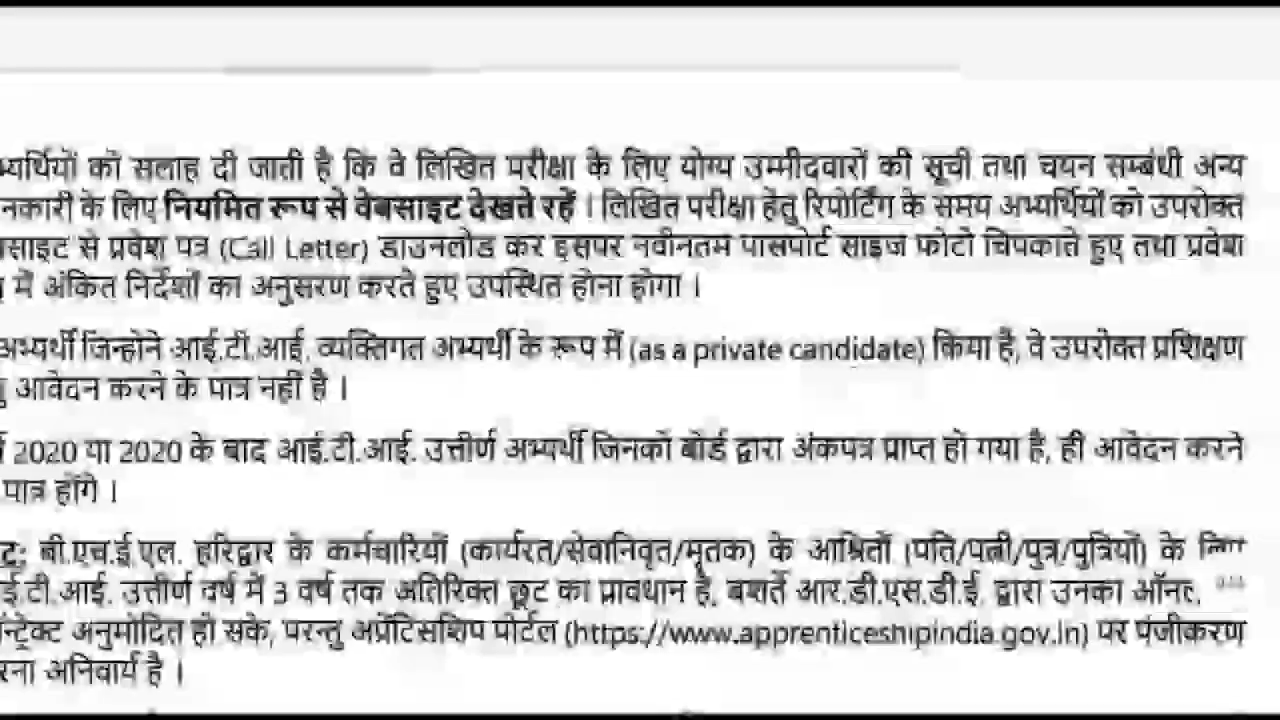 भ्यर्थियों को सलाह दी जाती है कि वे लिखित परीक्षा के लिए योग्य उम्मीदवारों की सूची तथा चयन सम्बंधी अन्य
नकारी के लिए नियमित रूप से वेबसाइट देखते रहें । लिखित परीक्षा हेतु रिपोर्टिंग के समय अभ्यर्थियों को उपरोक्त
साइट से प्रवेश पत्र (Call Letter) डाउनलोड कर इसपर नवीनतम पासपोर्ट साइज फोटो चिपकाते हुए तथा प्रवेश
में अंकित निर्देशों का अनुसरण करते हुए उपस्थित होना होगा ।
अभ्यर्थी जिन्होने आई.टी.आई. व्यक्तिगत अभ्यर्थी के रूप में (as a private candidate) किया है, वे उपरोक्त प्रशिक्षण
आवेदन करने के पात्र नहीं है ।
2020 या 2020 के बाद आई.टी.आई. उत्तीर्ण अभ्यर्थी जिनको बोर्ड द्वारा अंकपत्र प्राप्त हो गया है, ही आवेदन करने
पात्र होंगे ।
ट: बी.एच.ई.एल. हरिद्वार के कर्मचारियों (कार्यरत/सेवानिवृत/मृतक) के आश्रितों (पति/पत्नी/पुत्र/पुत्रियों) के
ई.टी.आई. उत्तीर्ण वर्ष में 3 वर्ष तक अतिरिक्त छूट का प्रावधान है, बशर्ते आर.डी.एस.डी.ई. द्वारा उनका
न्ट्रेक्ट अनुमोदित हो सके, परन्तु अप्रेंटिसशिप पोर्टल (https://www.apprenticeshipindia.gov.in) पर पंजीकरण
रना अनिवार्य है ।